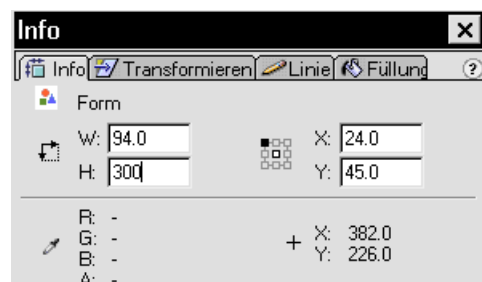 Info
Info Transformieren Linie Füllung ?
Form
W: 94.0 X: 24.0
H: 300 Y: 45.0
R: -
G: - X: 382.0
B: - Y: 226.0
A: -